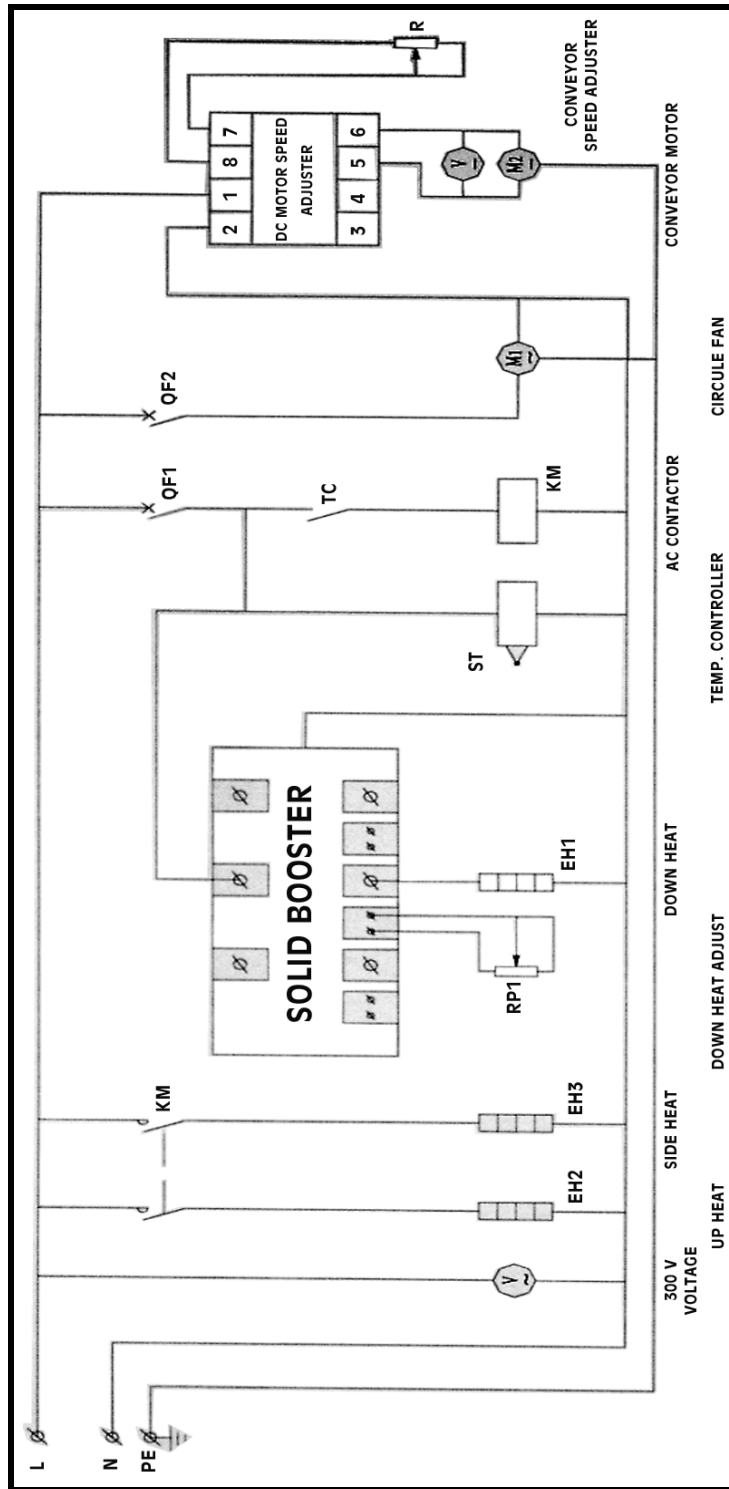 L
N
PE
300 V
VOLTAGE
V
~
UP HEAT
EH2
SIDE HEAT
EH3
KM
DOWN HEAT ADJUST
RP1
DOWN HEAT
EH1
SOLID BOOSTER
TEMP. CONTROLLER
ST
AC CONTACTOR
KM
TC
QF1
QF2
CIRCULE FAN
M1
~
CONVEYOR MOTOR
M2
V
CONVEYOR
SPEED ADJUSTER
2 1 8 7
DC MOTOR SPEED
ADJUSTER
3 4 5 6
R